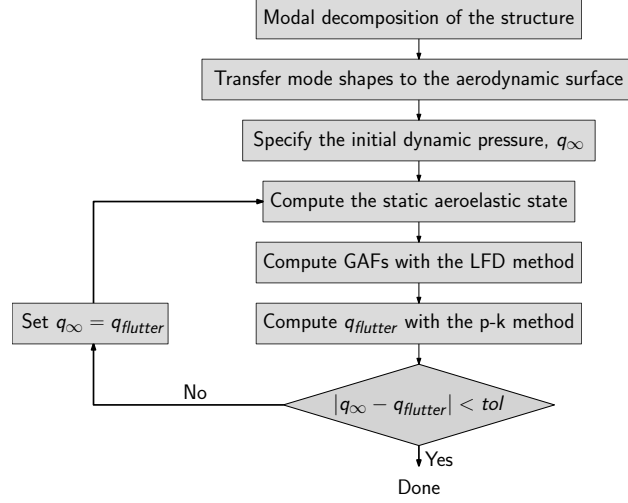 Modal decomposition of the structure
Transfer mode shapes to the aerodynamic surface
Specify the initial dynamic pressure, q∞
Compute the static aeroelastic state
Compute GAFs with the LFD method
Set q∞ = qflutter
Compute qflutter with the p-k method
No
|q∞ − qflutter| < tol
Yes
Done